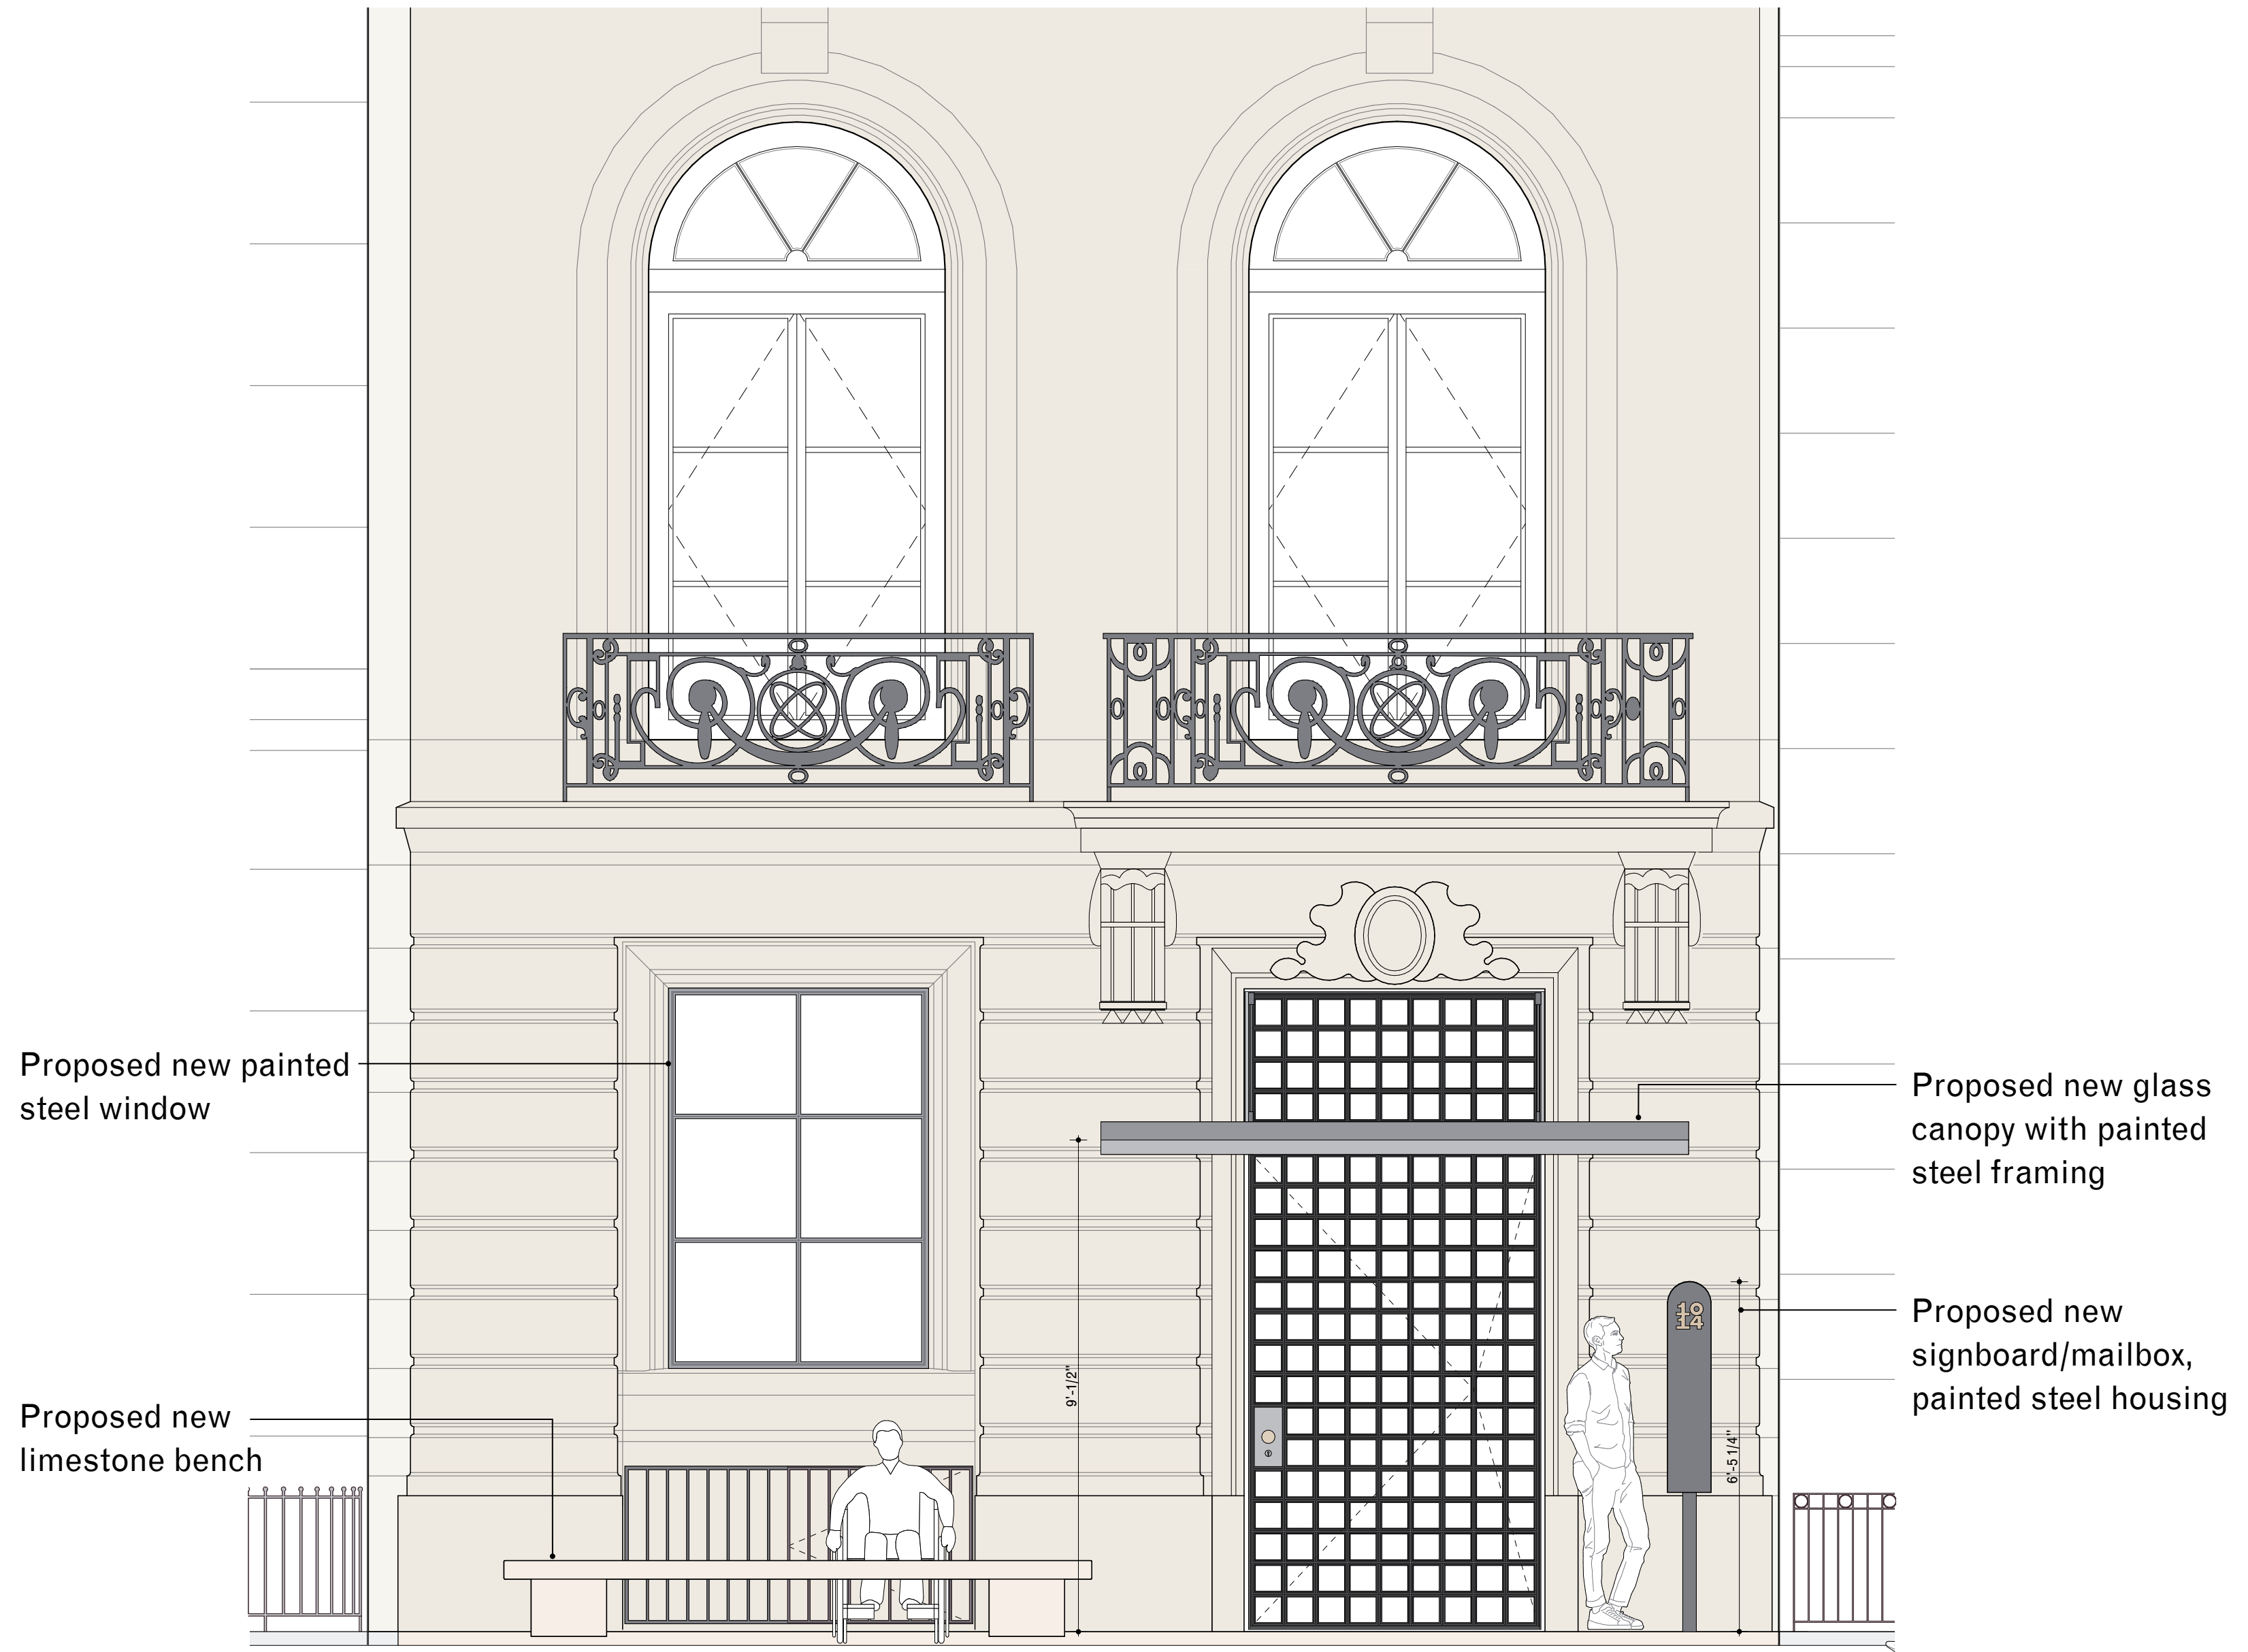 Proposed new painted
steel window
Proposed new glass
canopy with painted
steel framing
10
14
Proposed new
signboard/mailbox,
painted steel housing
9'-1/2"
Proposed new
limestone bench
6'-5 1/4"